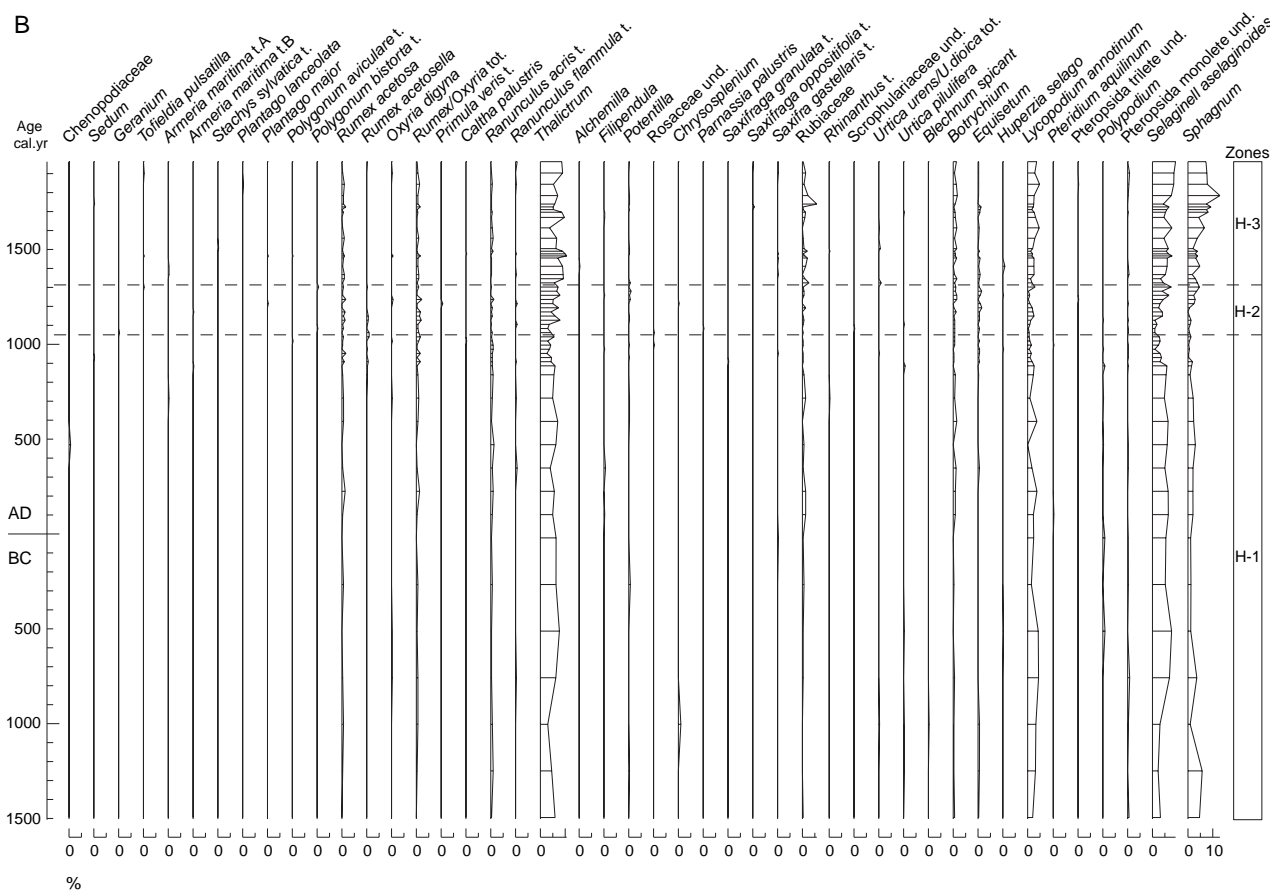 B
Age
cal.yr
Chenopodiaceae
Sedum
Geranium
Tofieldia pulsatilla
Armeria maritima t.A
Armeria maritima t.B
Stachys sylvatica t.
Plantago lanceolata
Plantago major
Polygonum aviculare t.
Polygonum bistorta t.
Rumex acetosa
Rumex acetosella
Oxyria digyna
Rumex/Oxyria tot.
Primula veris t.
Caltha palustris
Ranunculus acris t.
Ranunculus flammula t.
Thalictrum
Alchemilla
Filipendula
Potentilla
Rosaceae und.
Chrysosplenium
Parnassia palustris
Saxifraga granulata t.
Saxifraga oppositifolia t.
Saxifra gastellaris t.
Rubiaceae
Rhinanthus t.
Scrophulariaceae und.
Urtica urens/U.dioica tot.
Urtica pilulifera
Blechnum spicant
Botrychium
Equisetum
Huperzia selago
Lycopodium annotinum
Pteridium aquilinum
Pteropsida trilete und.
Polypodium
Pteropsida monolete und.
Selaginell aselaginoides
Sphagnum
Zones
H-3
1500
H-2
1000
500
AD
BC
H-1
500
1000
1500
0 0 0 0 0 0 0 0 0 0 0 0 0 0 0 0 0 0 0 0 0 0 0 0 0 0 0 0 0 0 0 0 0 0 0 0 0 0 0 0 0 0 0 0 0 10
%